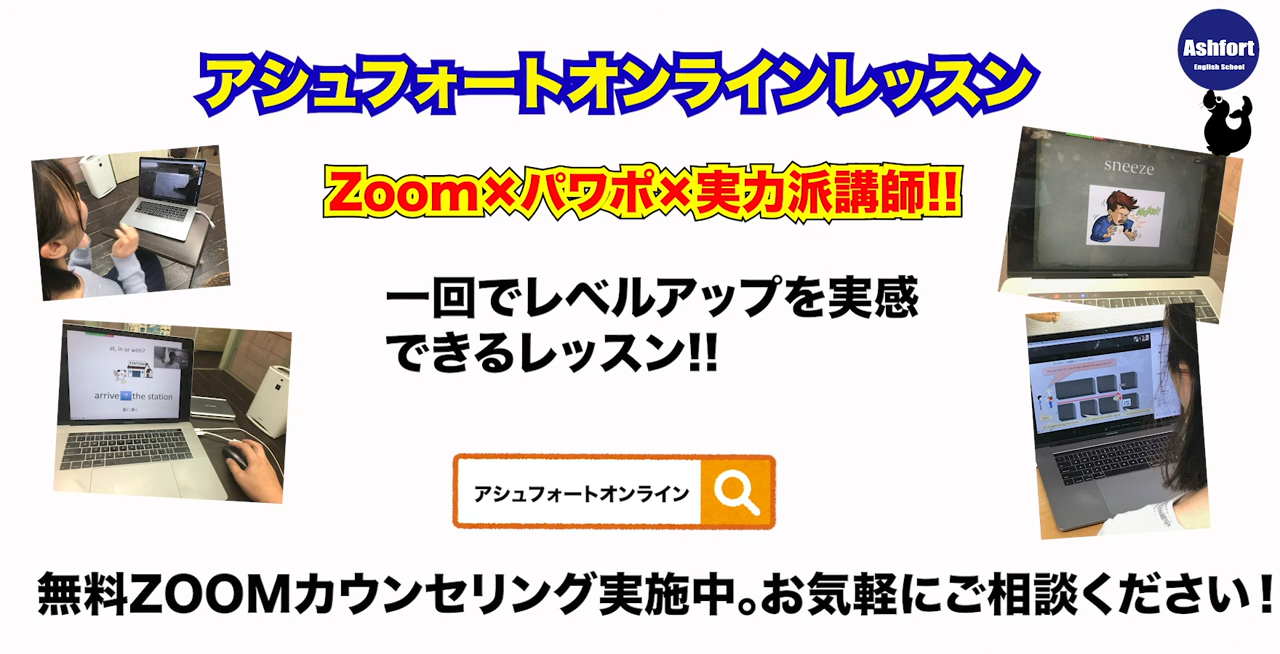 Ashfort
English School
アシュフォートオンラインレッスン
Zoom×パワポ×実力派講師!!
sneeze
一回でレベルアップを実感
できるレッスン!!
at, in or with?
arrive ? the station
アシュフォートオンライン
無料ZOOMカウンセリング実施中。お気軽にご相談ください！